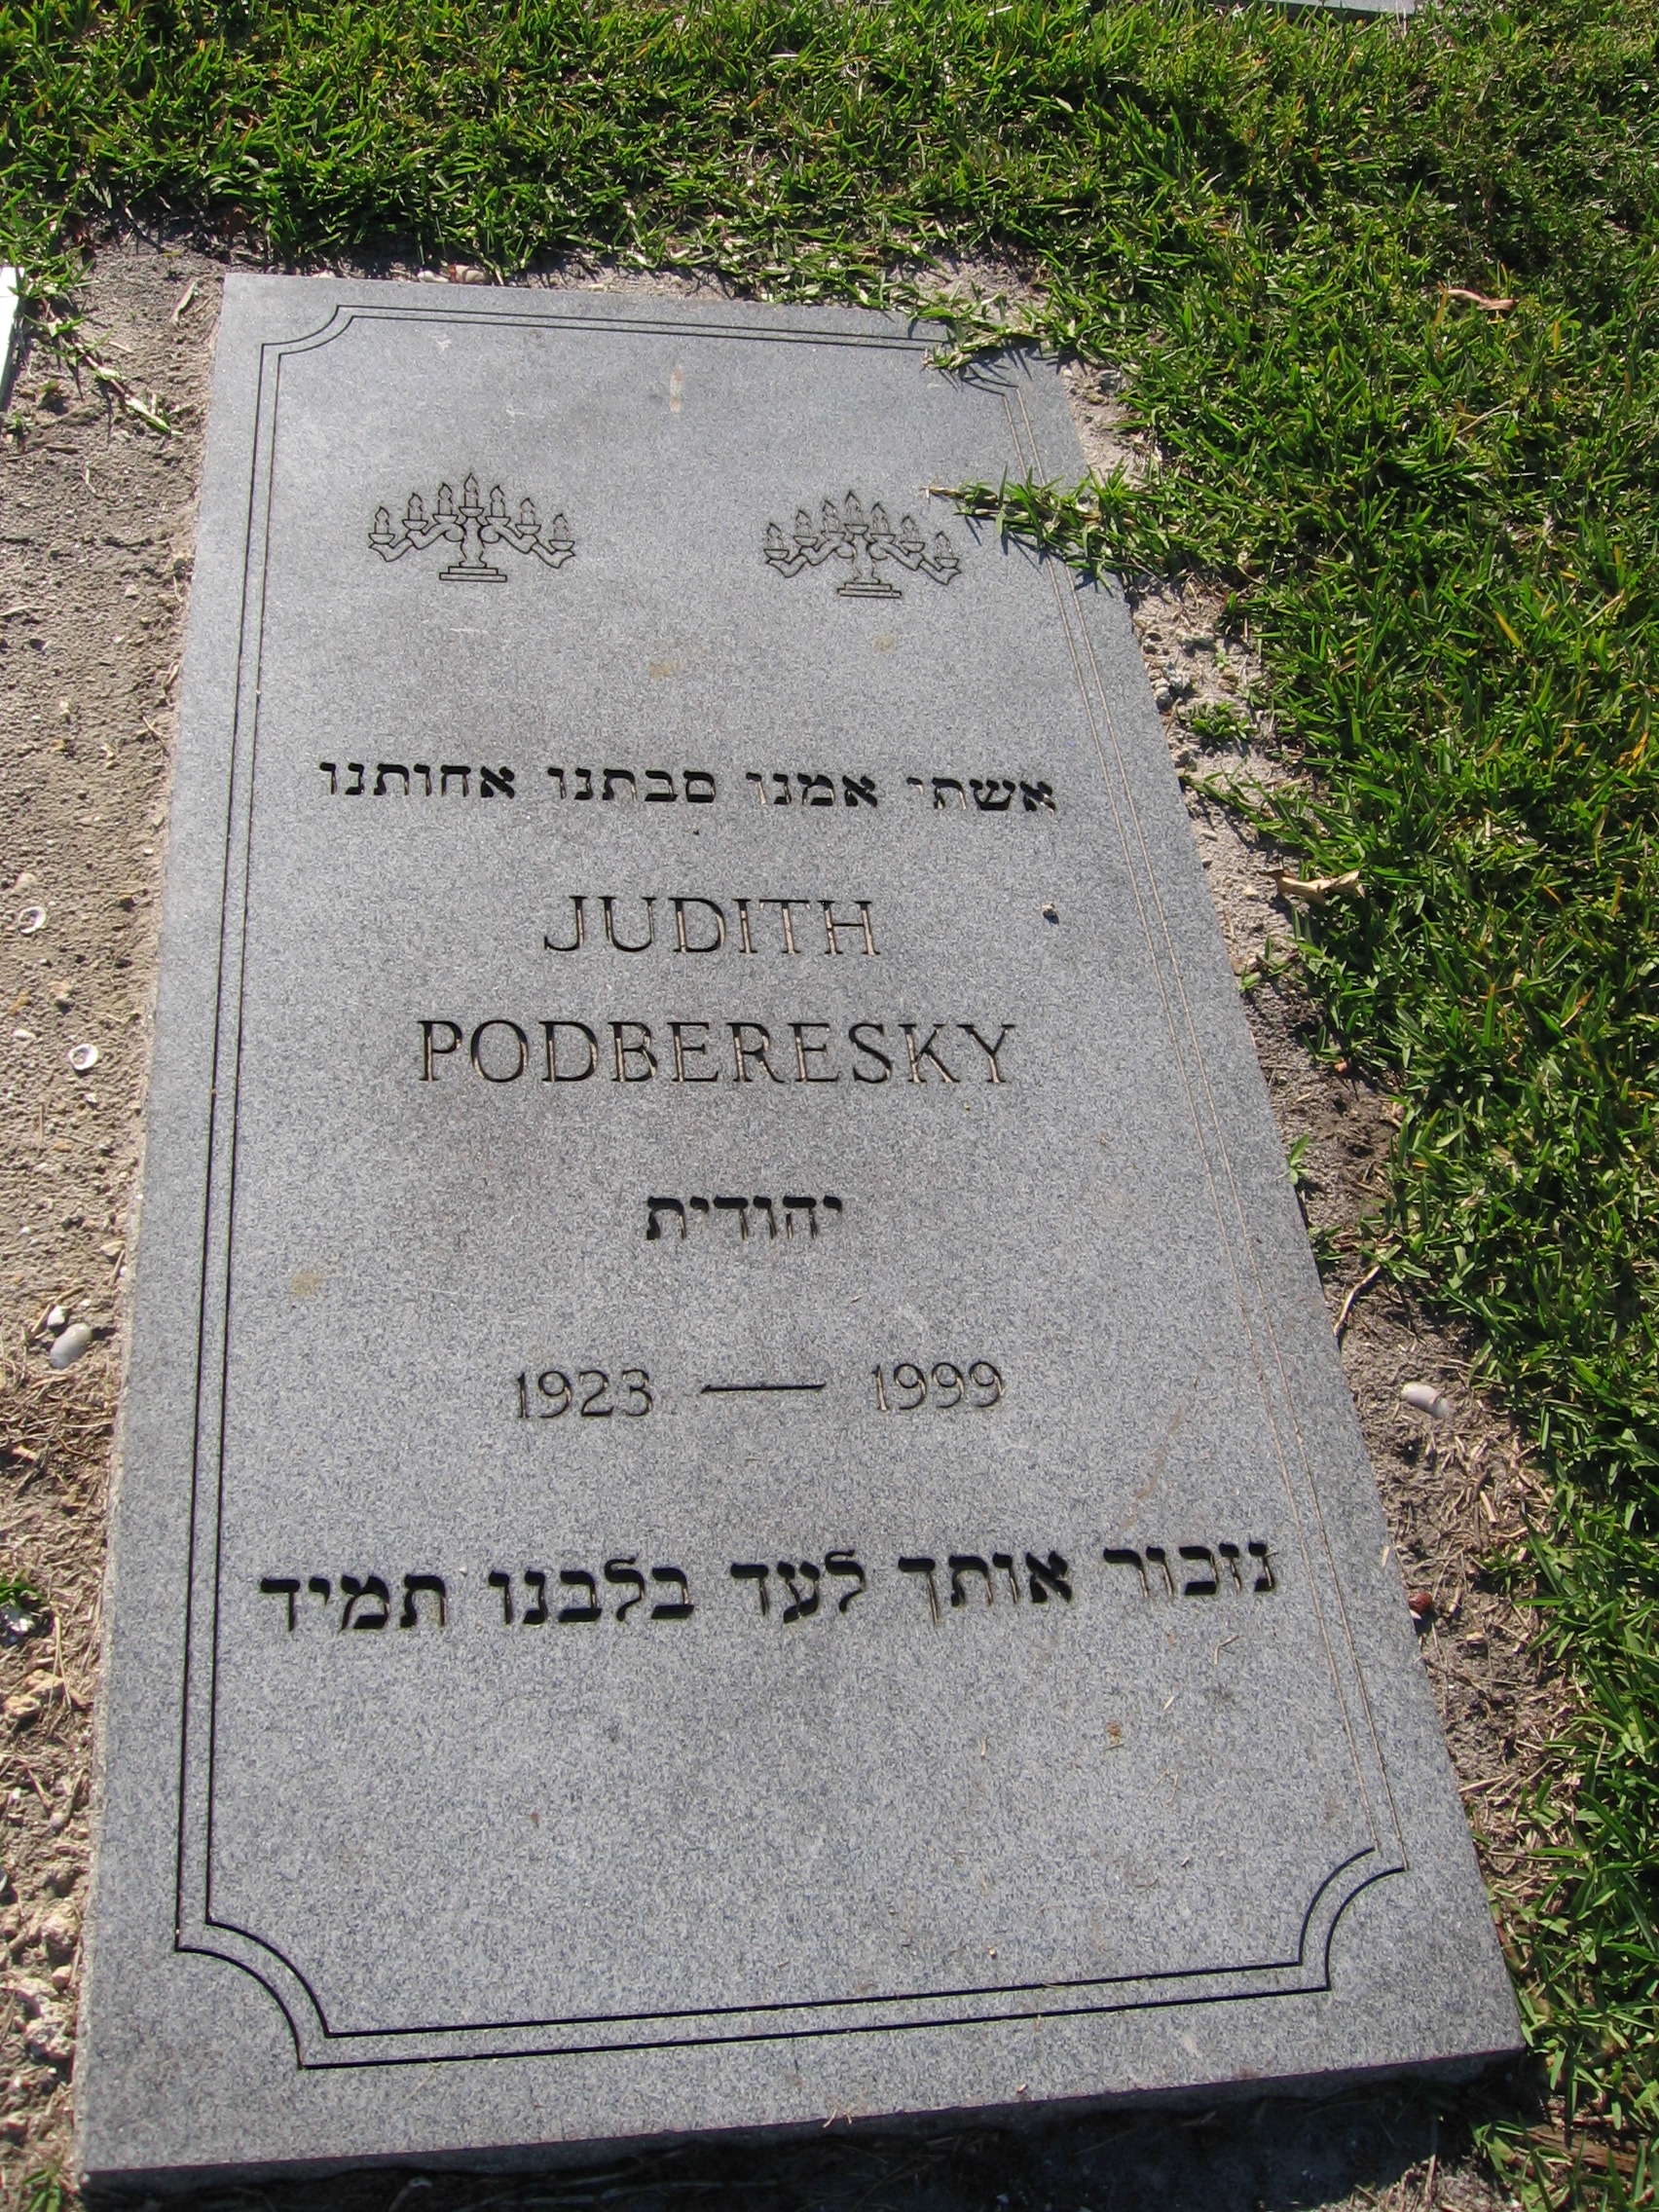 אשתי אמנו סבתנו אחותנו
JUDITH
PODBERESKY
יהודית
1923 — 1999
נזכור אותך לעד בלבנו תמיד